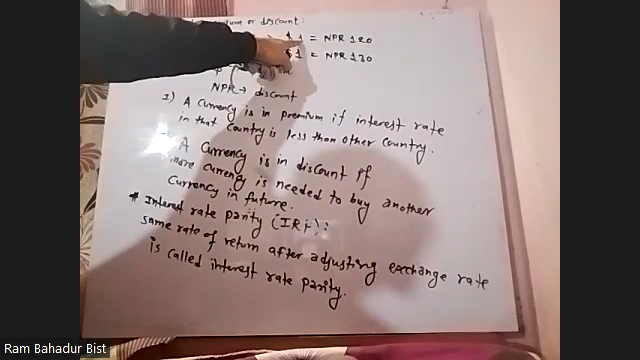 or discount:
$ 1 = NPR 120
$ 1 = NPR 130
NPR → discount
1) A currency is in premium if interest rate
in that country is less than other country.
A currency is in discount if
more currency is needed to buy another
currency in future.
# Interest rate parity (IRP):
same rate of return after adjusting exchange rate
is called interest rate parity.
Ram Bahadur Bist